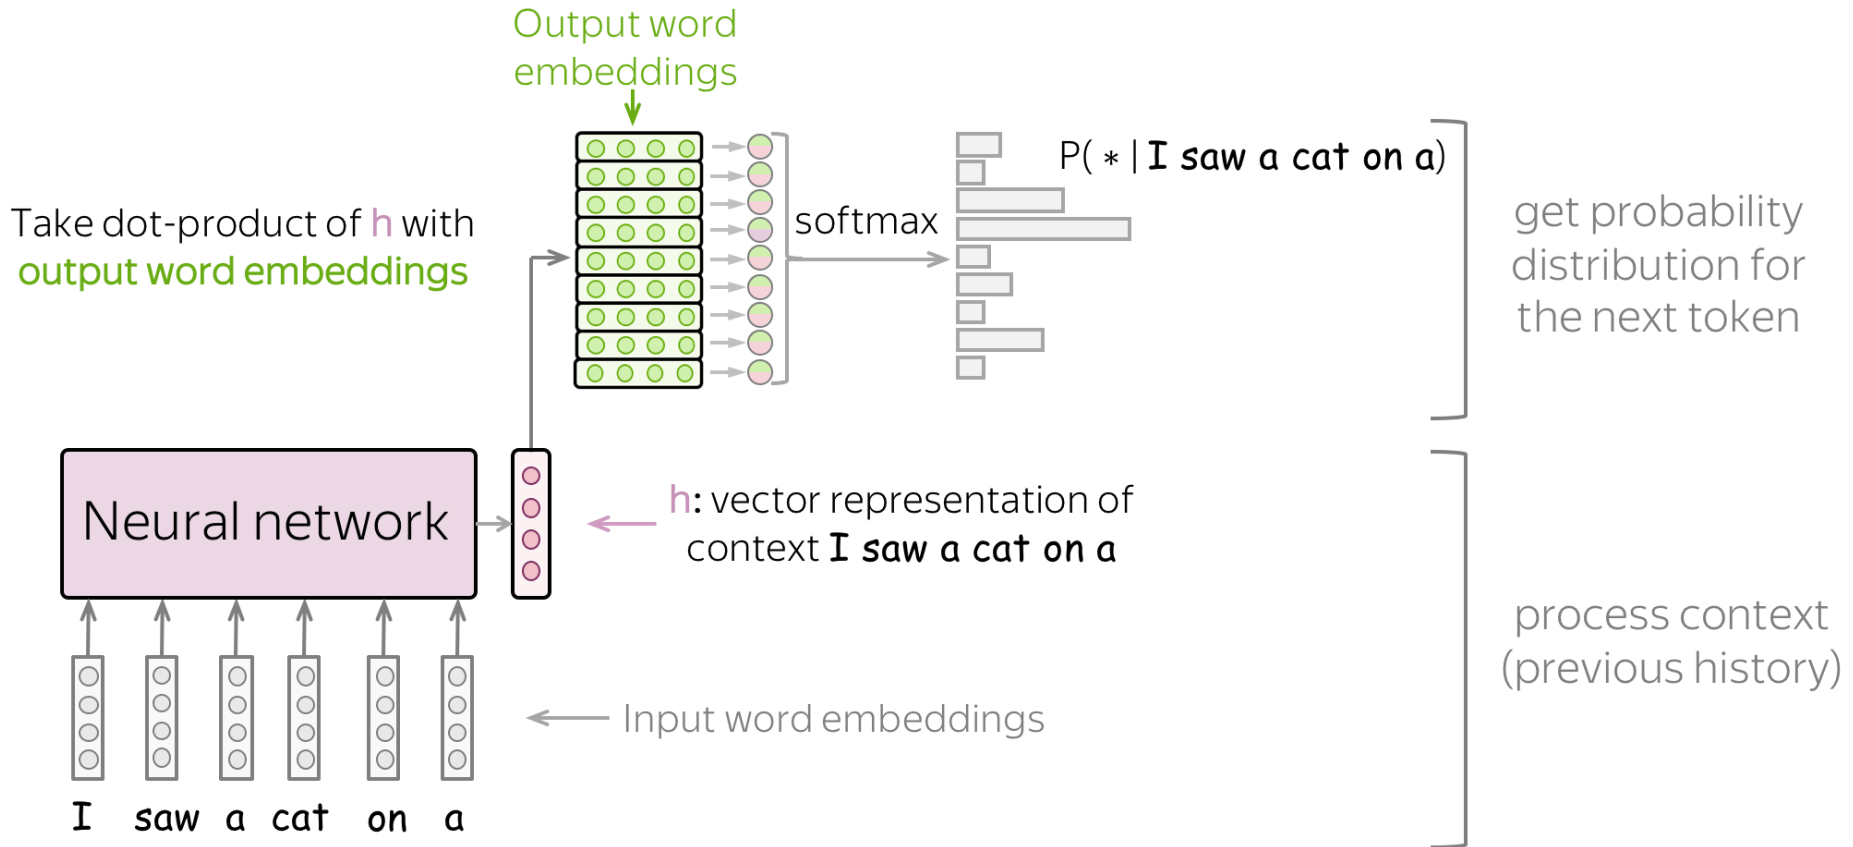 Output word
embeddings
P( * | I saw a cat on a)
Take dot-product of h with
output word embeddings
softmax
get probability
distribution for
the next token
Neural network
h: vector representation of
context I saw a cat on a
process context
(previous history)
Input word embeddings
I saw a cat on a